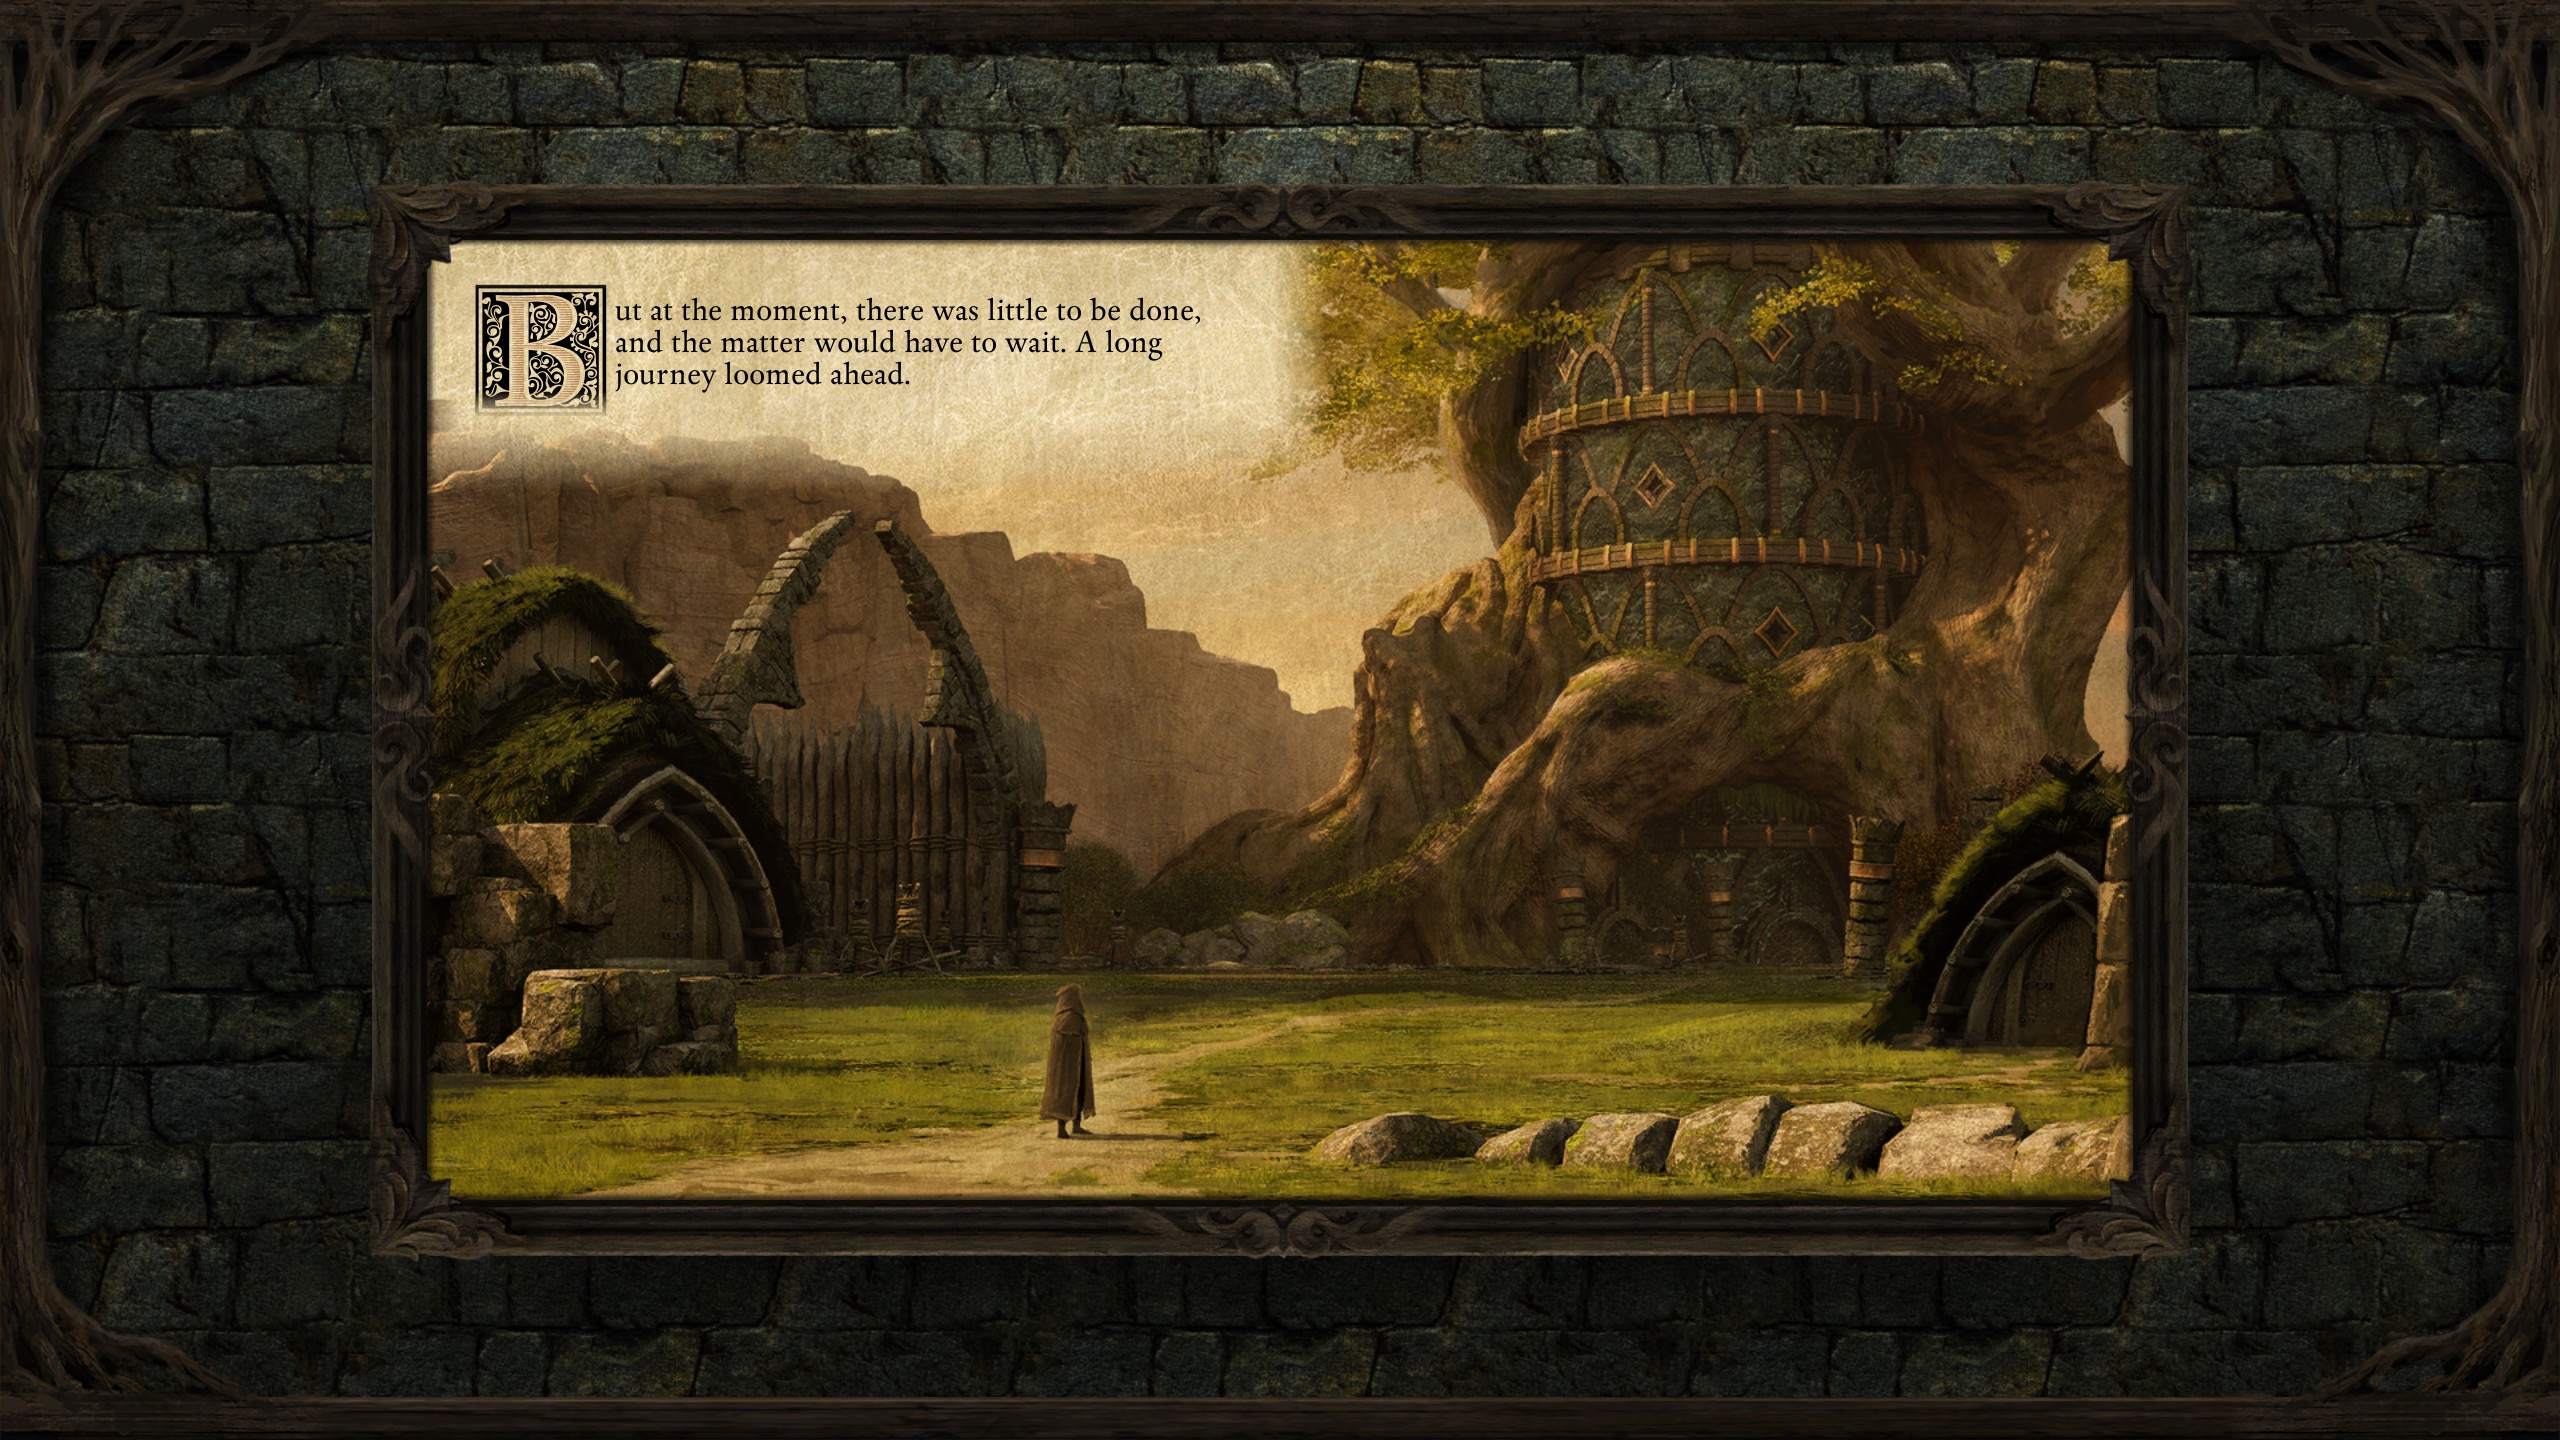 But at the moment, there was little to be done,
and the matter would have to wait. A long
journey loomed ahead.